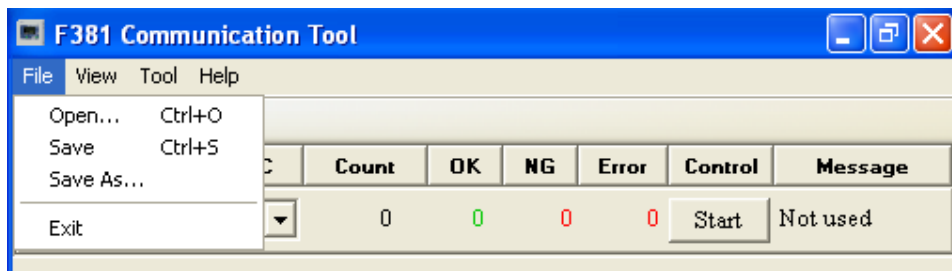 F381 Communication Tool
File View Tool Help
Open... Ctrl+O
Save Ctrl+S
Save As...
Exit
Count OK NG Error Control Message
0 0 0 0 Start Not used